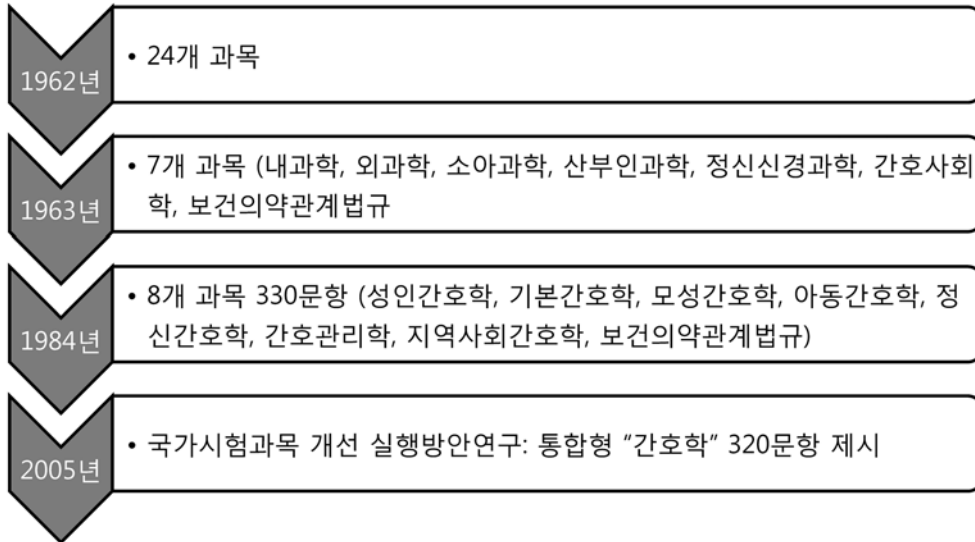 1962년
• 24개 과목
1963년
• 7개 과목 (내과학, 외과학, 소아과학, 산부인과학, 정신신경과학, 간호사회
학, 보건의약관계법규
1984년
• 8개 과목 330문항 (성인간호학, 기본간호학, 모성간호학, 아동간호학, 정
신간호학, 간호관리학, 지역사회간호학, 보건의약관계법규)
2005년
• 국가시험과목 개선 실행방안연구: 통합형 “간호학” 320문항 제시